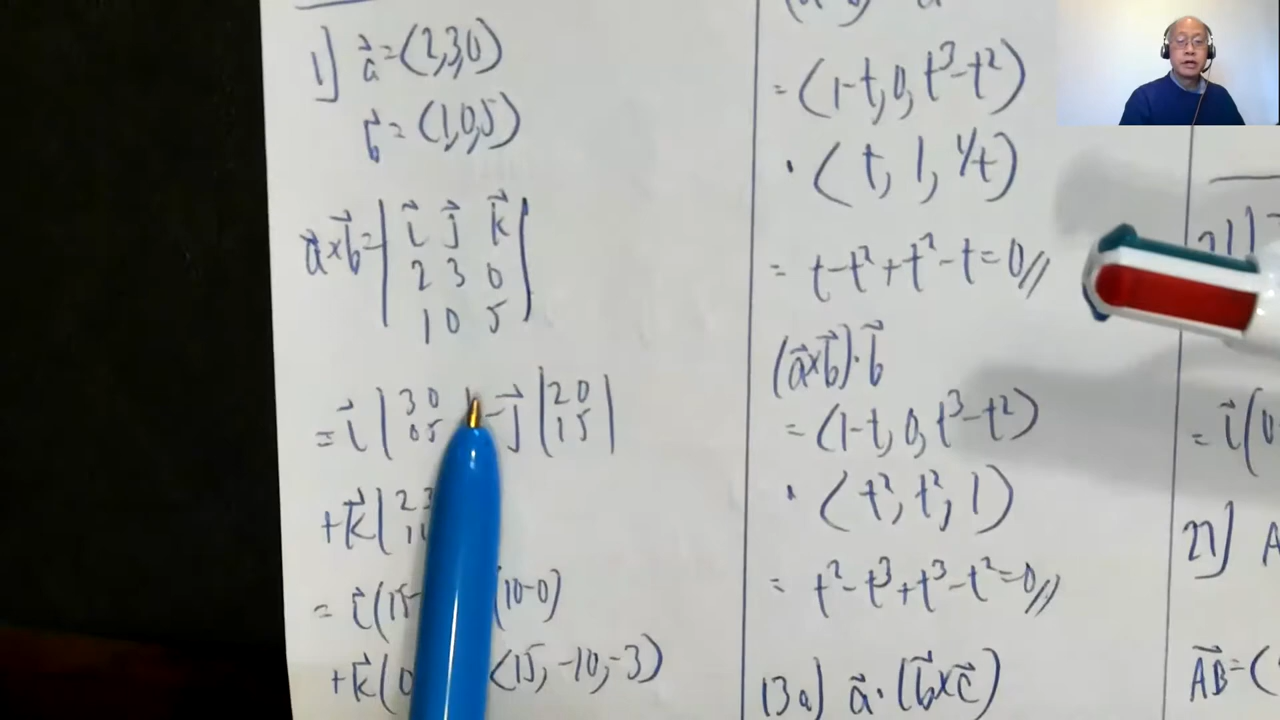 1] a⃗=(2,3,0)
b⃗=(1,0,5)
a⃗×b⃗=| i⃗ j⃗ k⃗ |
2 3 0
1 0 5
=i⃗|3 0
0 5|-j⃗|2 0
1 5|
+k⃗|2 3
1
=i⃗(15- (10-0)
+k⃗(0 (15,-10,-3)
=(1-t,0,t³-t²)
·(t,1,1/t)
=t-t²+t²-t=0//
(a⃗×b⃗)·b⃗
=(1-t,0,t³-t²)
·(t²,t²,1)
=t²-t³+t³-t²=0//
13a) a⃗·(b⃗×c⃗)
=i⃗(0
27] A
AB⃗=(